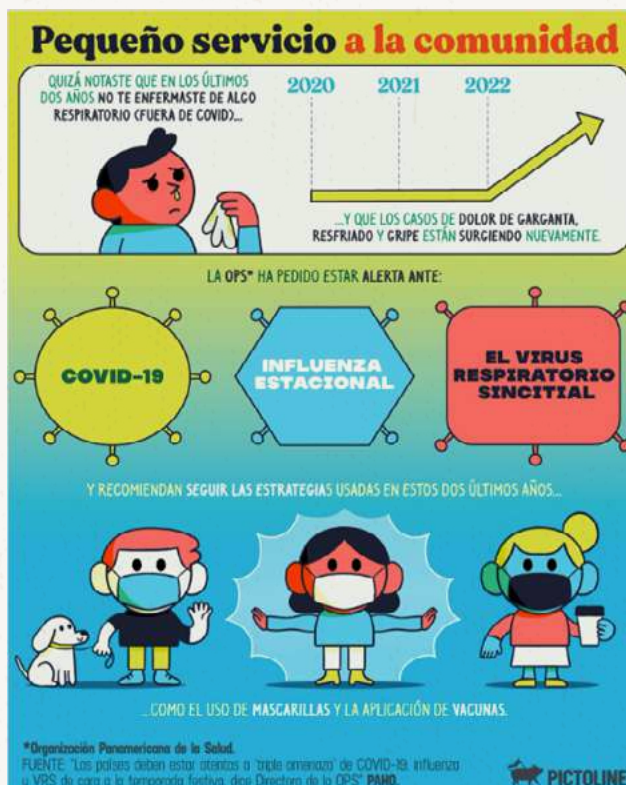 Pequeño servicio a la comunidad
QUIZÁ NOTASTE QUE EN LOS ÚLTIMOS
DOS AÑOS NO TE ENFERMASTE DE ALGO
RESPIRATORIO (FUERA DE COVID)...
2020 2021 2022
...Y QUE LOS CASOS DE DOLOR DE GARGANTA,
RESFRIADO Y GRIPE ESTÁN SURGIENDO NUEVAMENTE.
LA OPS* HA PEDIDO ESTAR ALERTA ANTE:
COVID-19
INFLUENZA
ESTACIONAL
EL VIRUS
RESPIRATORIO
SINCITIAL
Y RECOMIENDAN SEGUIR LAS ESTRATEGIAS USADAS EN ESTOS DOS ÚLTIMOS AÑOS...
...COMO EL USO DE MASCARILLAS Y LA APLICACIÓN DE VACUNAS.
*Organización Panamericana de la Salud.
FUENTE: "Los países deben estar atentos a 'triple amenaza' de COVID-19, influenza
y VRS de cara a la temporada festiva, dice Directora de la OPS" PAHO.
PICTOLINE